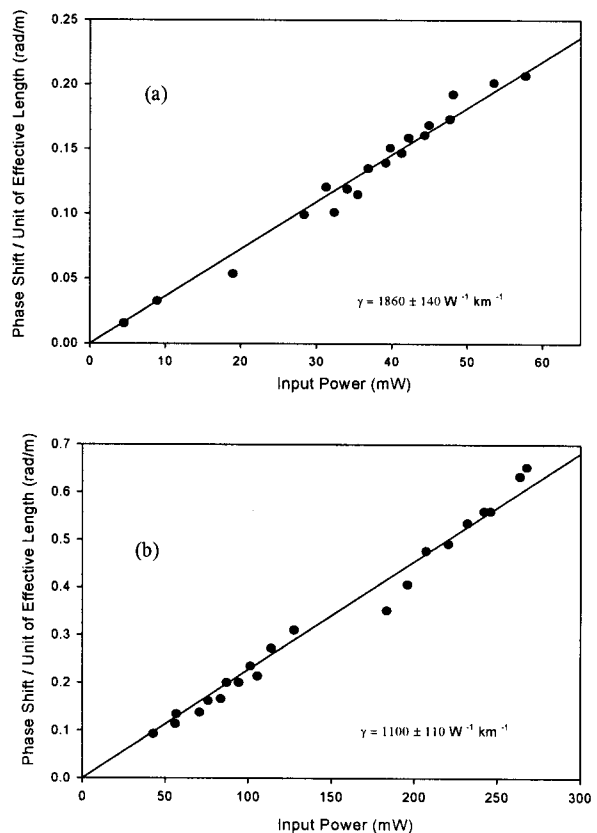 0.25
0.20
0.15
0.10
0.05
0.00
Phase Shift / Unit of Effective Length (rad/m)
(a)
γ = 1860 ± 140 W⁻¹ km⁻¹
0 10 20 30 40 50 60
Input Power (mW)
0.7
0.6
0.5
0.4
0.3
0.2
0.1
0.0
Phase Shift / Unit of Effective Length (rad/m)
(b)
γ = 1100 ± 110 W⁻¹ km⁻¹
0 50 100 150 200 250 300
Input Power (mW)